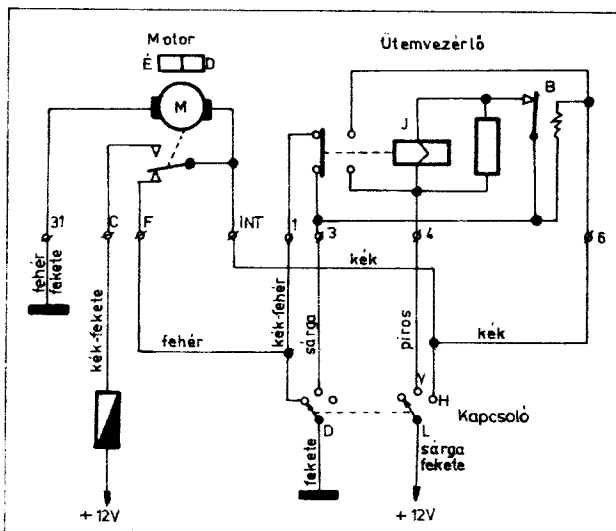 Motor
Ütemvezérlő
É D
M
J
B
31
C
F
INT
1
3
4
6
fehér
fekete
kék-fekete
fehér
kék-fehér
sárga
piros
kék
kék
V
H
D
L
Kapcsoló
fekete
sárga
fekete
+12V
+12V